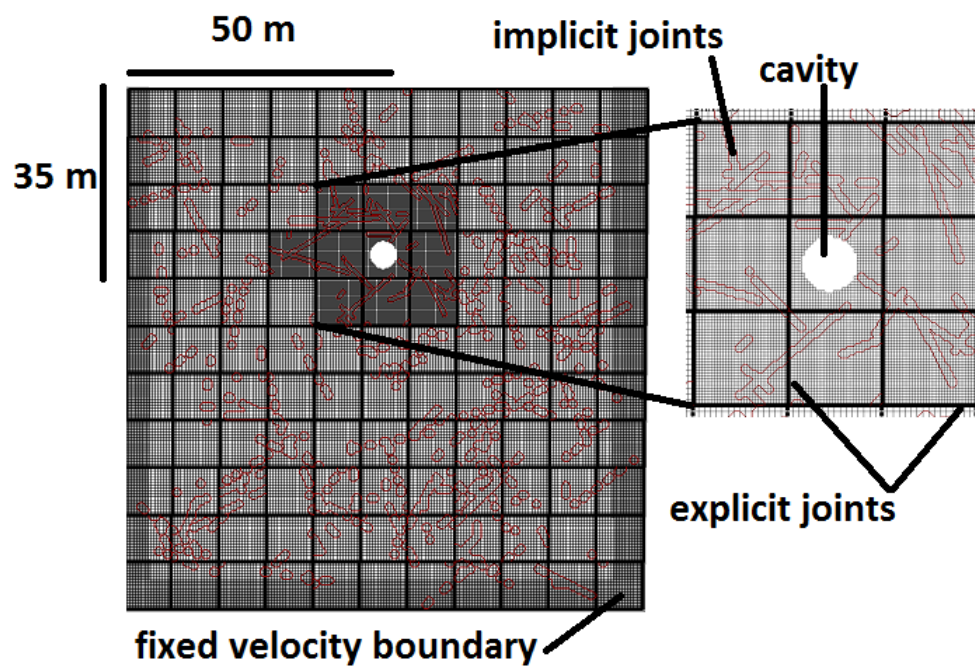 50 m
implicit joints
cavity
35 m
explicit joints
fixed velocity boundary